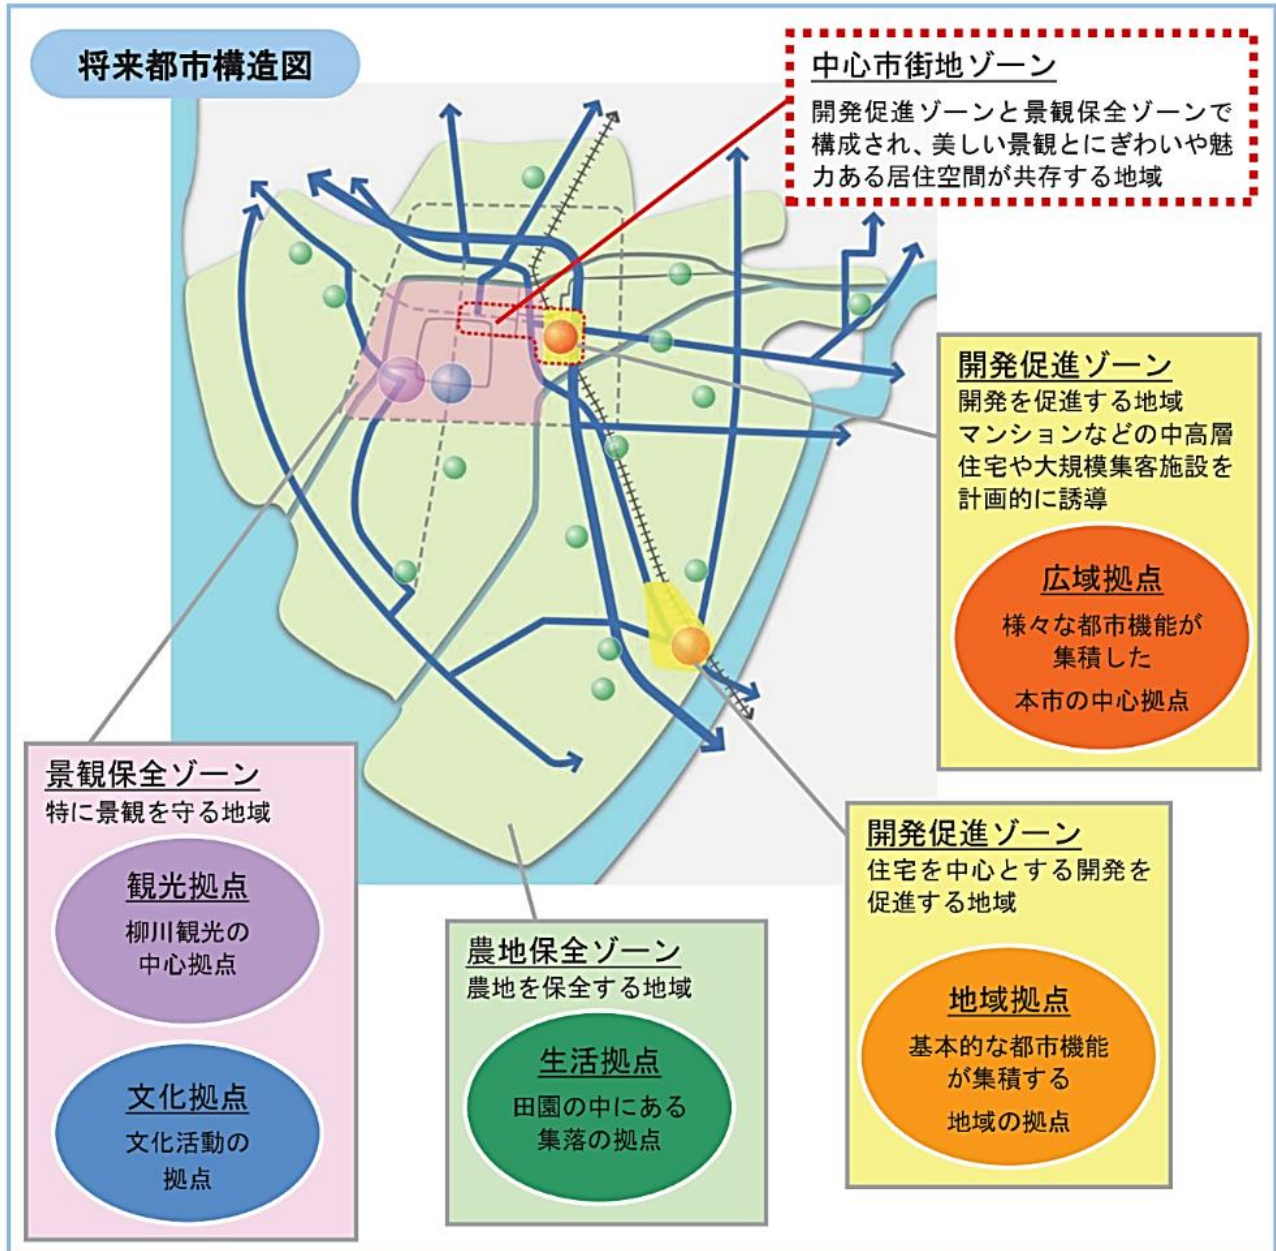 将来都市構造図
中心市街地ゾーン
開発促進ゾーンと景観保全ゾーンで
構成され、美しい景観とにぎわいや魅
力ある居住空間が共存する地域
開発促進ゾーン
開発を促進する地域
マンションなどの中高層
住宅や大規模集客施設を
計画的に誘導
広域拠点
様々な都市機能が
集積した
本市の中心拠点
景観保全ゾーン
特に景観を守る地域
観光拠点
柳川観光の
中心拠点
文化拠点
文化活動の
拠点
農地保全ゾーン
農地を保全する地域
生活拠点
田園の中にある
集落の拠点
開発促進ゾーン
住宅を中心とする開発を
促進する地域
地域拠点
基本的な都市機能
が集積する
地域の拠点